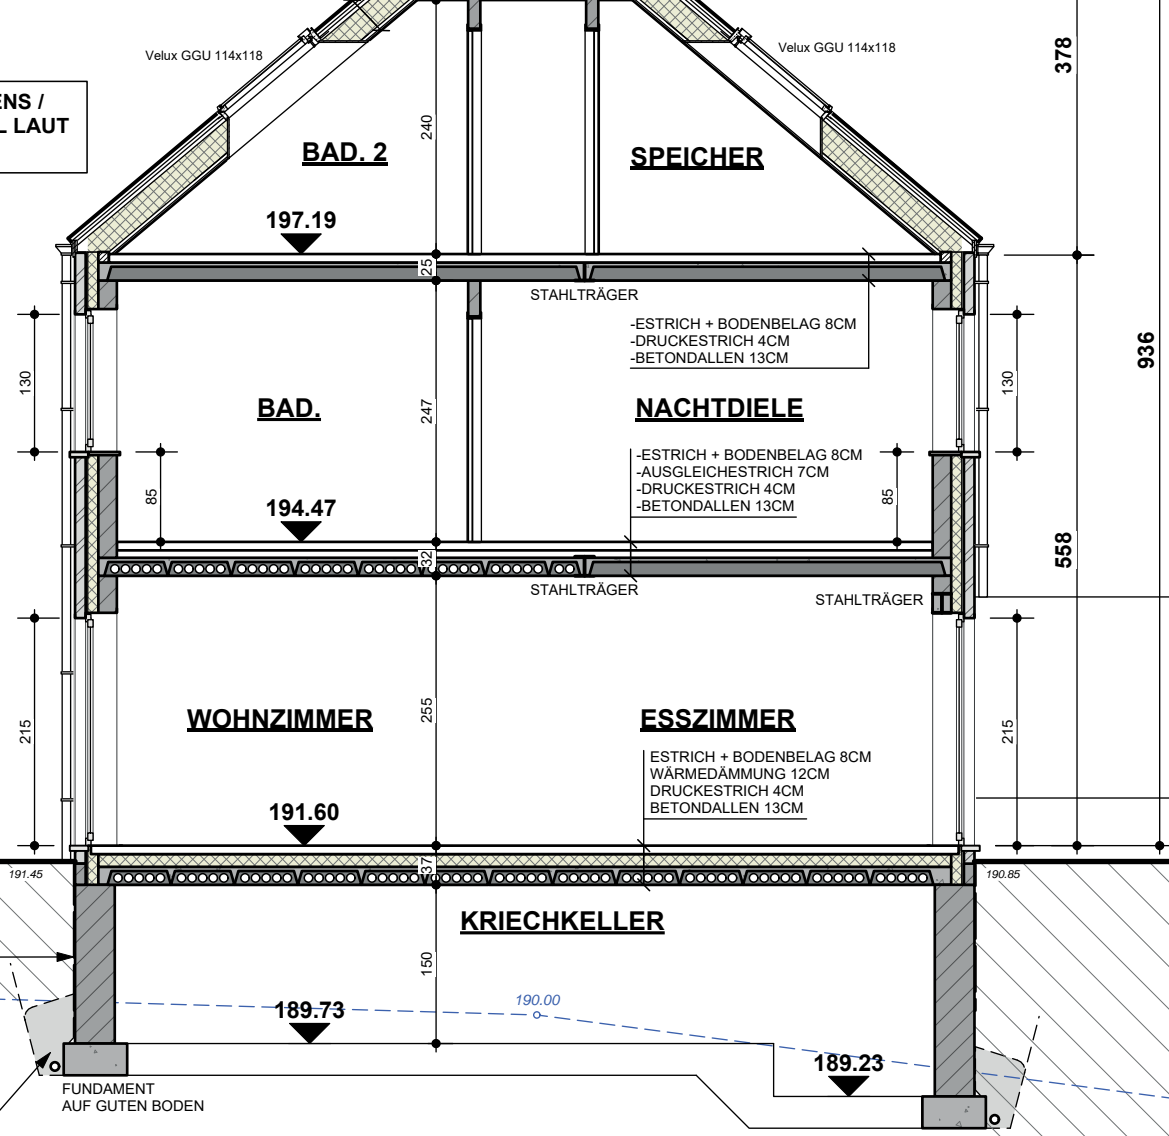 Velux GGU 114x118
Velux GGU 114x118
378
ENS /
L LAUT
240
BAD. 2
SPEICHER
197.19
25
STAHLTRÄGER
-ESTRICH + BODENBELAG 8CM
-DRUCKESTRICH 4CM
-BETONDALLEN 13CM
936
130
130
BAD.
247
NACHTDIELE
-ESTRICH + BODENBELAG 8CM
-AUSGLEICHESTRICH 7CM
-DRUCKESTRICH 4CM
-BETONDALLEN 13CM
85
85
194.47
558
32
STAHLTRÄGER
STAHLTRÄGER
215
215
255
WOHNZIMMER
ESSZIMMER
ESTRICH + BODENBELAG 8CM
WÄRMEDÄMMUNG 12CM
DRUCKESTRICH 4CM
BETONDALLEN 13CM
191.60
37
191.45
190.85
KRIECHKELLER
150
190.00
189.73
189.23
FUNDAMENT
AUF GUTEN BODEN